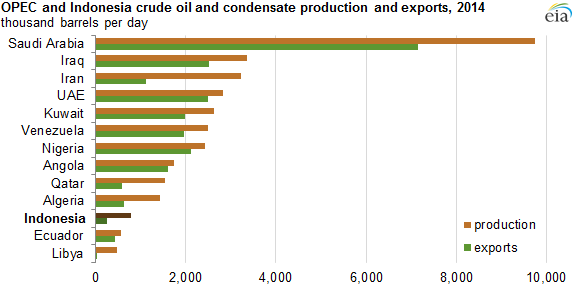 OPEC and Indonesia crude oil and condensate production and exports, 2014
thousand barrels per day
eia
Saudi Arabia
Iraq
Iran
UAE
Kuwait
Venezuela
Nigeria
Angola
Qatar
Algeria
Indonesia
Ecuador
Libya
production
exports
0 2,000 4,000 6,000 8,000 10,000